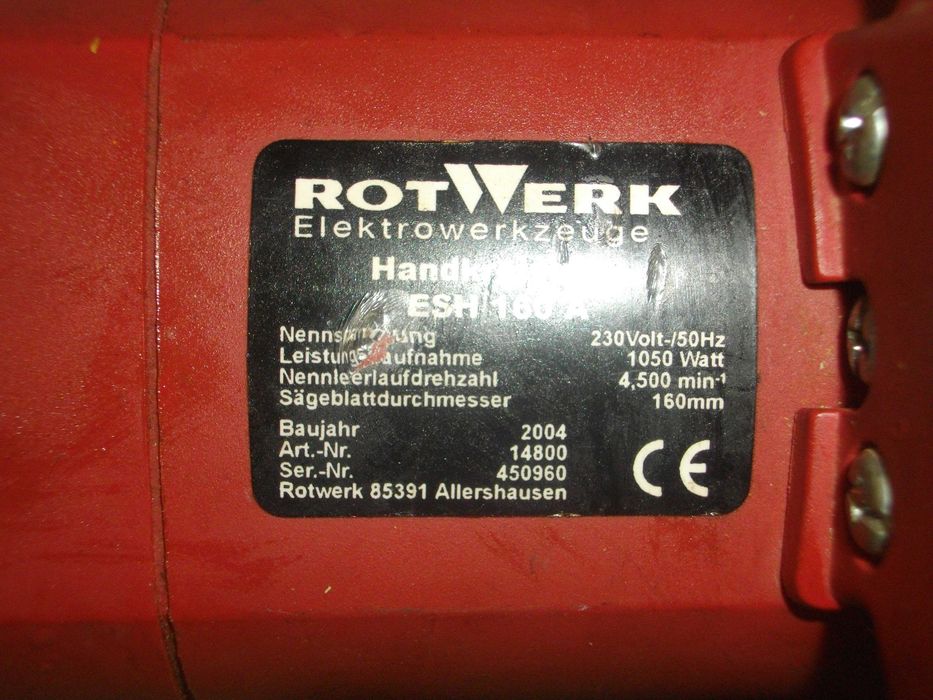 ROTWERK
Elektrowerkzeuge
ESH 160 A
230Volt-/50Hz
Leistungsaufnahme 1050 Watt
Nennleerlaufdrehzahl 4,500 min-¹
Sägeblattdurchmesser 160mm
Baujahr 2004
Art.-Nr. 14800
Ser.-Nr. 450960
Rotwerk 85391 Allershausen
CE